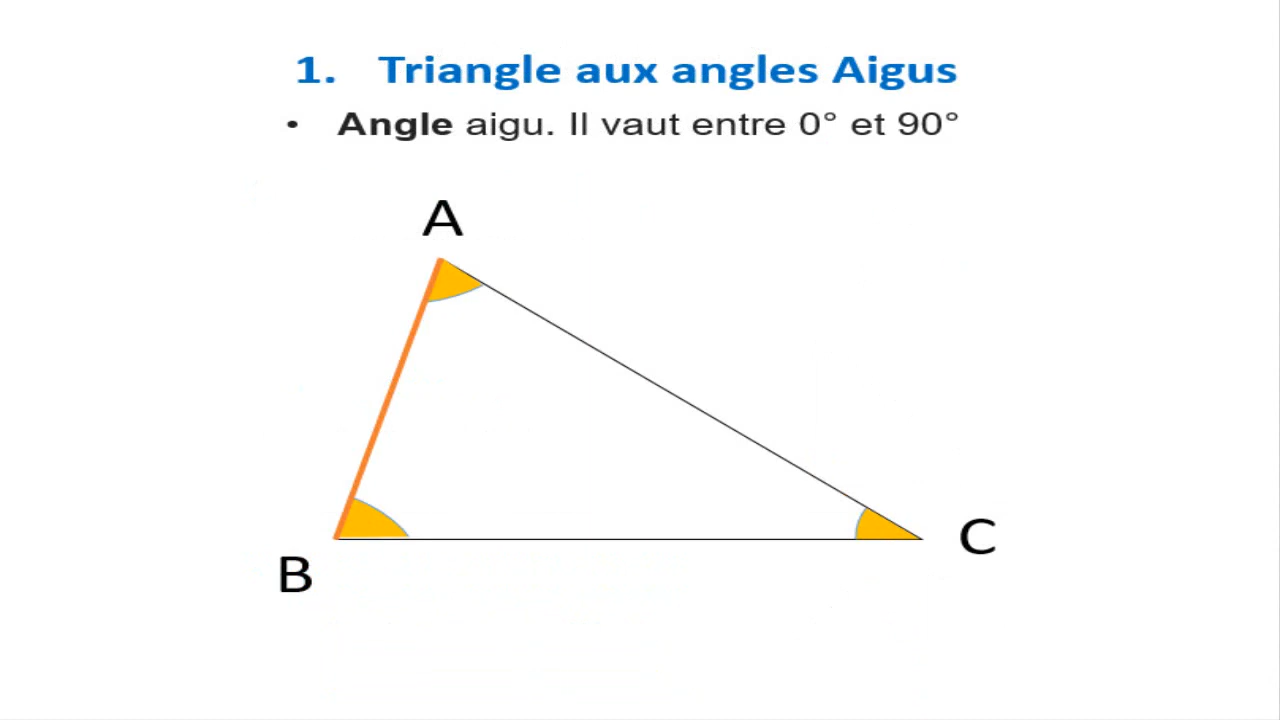 1. Triangle aux angles Aigus
• Angle aigu. Il vaut entre 0° et 90°
A
B
C